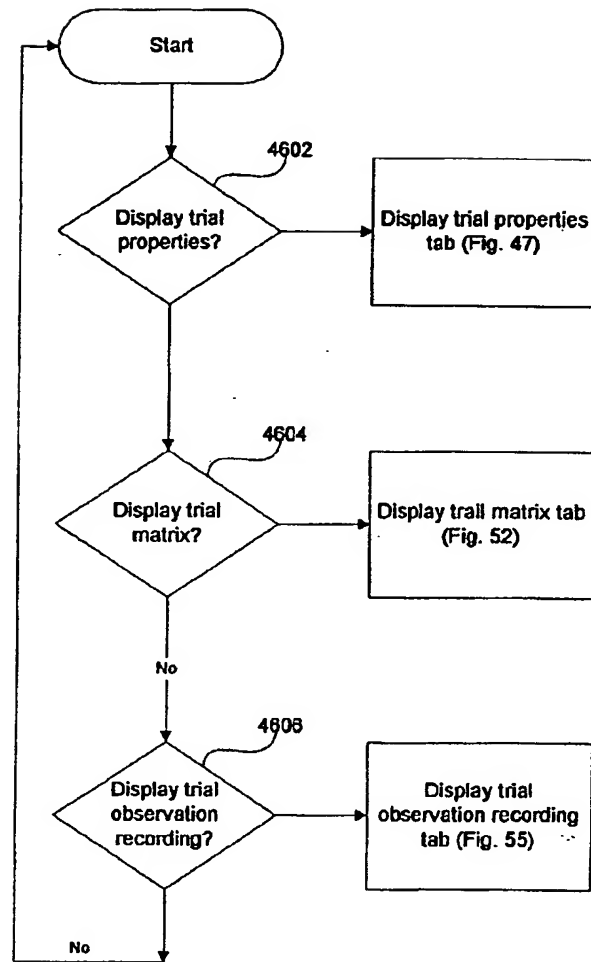 Start
4602
Display trial
properties?
Display trial properties
tab (Fig. 47)
4604
Display trial
matrix?
Display trail matrix tab
(Fig. 52)
No
4606
Display trial
observation
recording?
Display trial
observation recording
tab (Fig. 55)
No